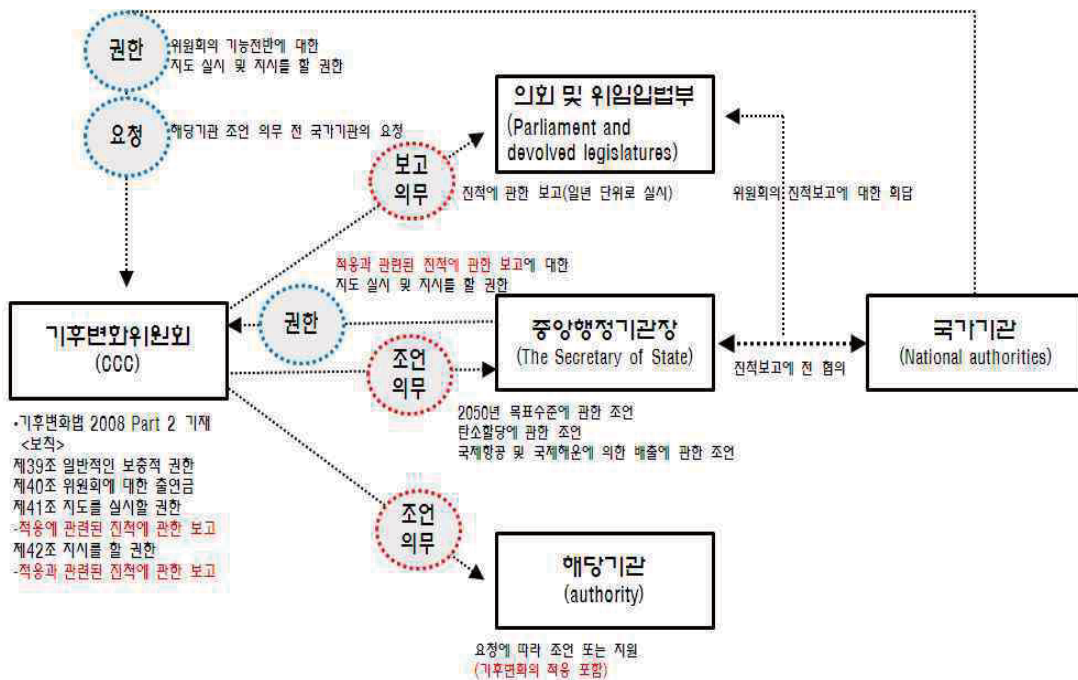 권한
위원회의 기능전반에 대한
지도 실시 및 지시를 할 권한
요청
해당기관 조언 의무 전 국가기관의 요청
의회 및 위임입법부
(Parliament and
devolved legislatures)
보고
의무
진척에 관한 보고(일년 단위로 실시)
위원회의 진척보고에 대한 회답
적응과 관련된 진척에 관한 보고에 대한
지도 실시 및 지시를 할 권한
권한
기후변화위원회
(CCC)
중앙행정기관장
(The Secretary of State)
국가기관
(National authorities)
조언
의무
진척보고에 전 협의
•기후변화법 2008 Part 2 기재
<보칙>
제39조 일반적인 보충적 권한
제40조 위원회에 대한 출연금
제41조 지도를 실시할 권한
-적응에 관련된 진척에 관한 보고
제42조 지시를 할 권한
-적응과 관련된 진척에 관한 보고
2050년 목표수준에 관한 조언
탄소할당에 관한 조언
국제항공 및 국제해운에 의한 배출에 관한 조언
조언
의무
해당기관
(authority)
요청에 따라 조언 또는 지원
(기후변화의 적응 포함)